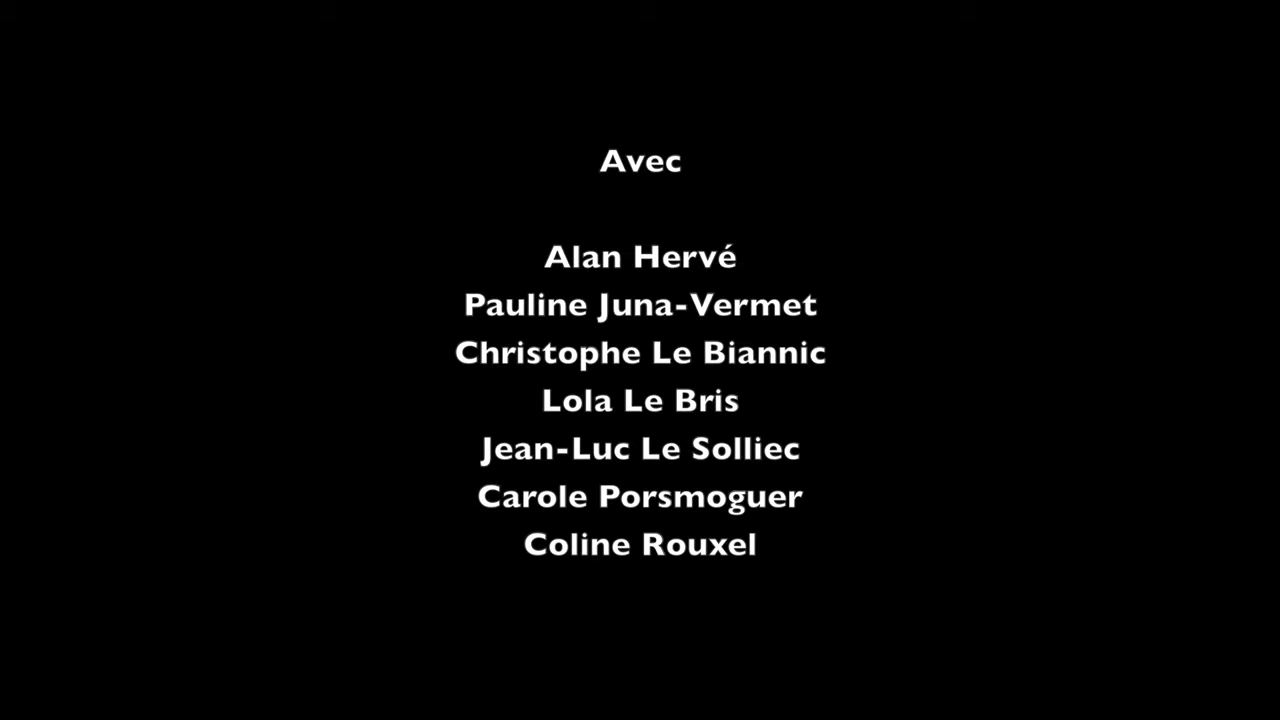 Avec
Alan Hervé
Pauline Juna-Vermet
Christophe Le Biannic
Lola Le Bris
Jean-Luc Le Solliec
Carole Porsmoguer
Coline Rouxel